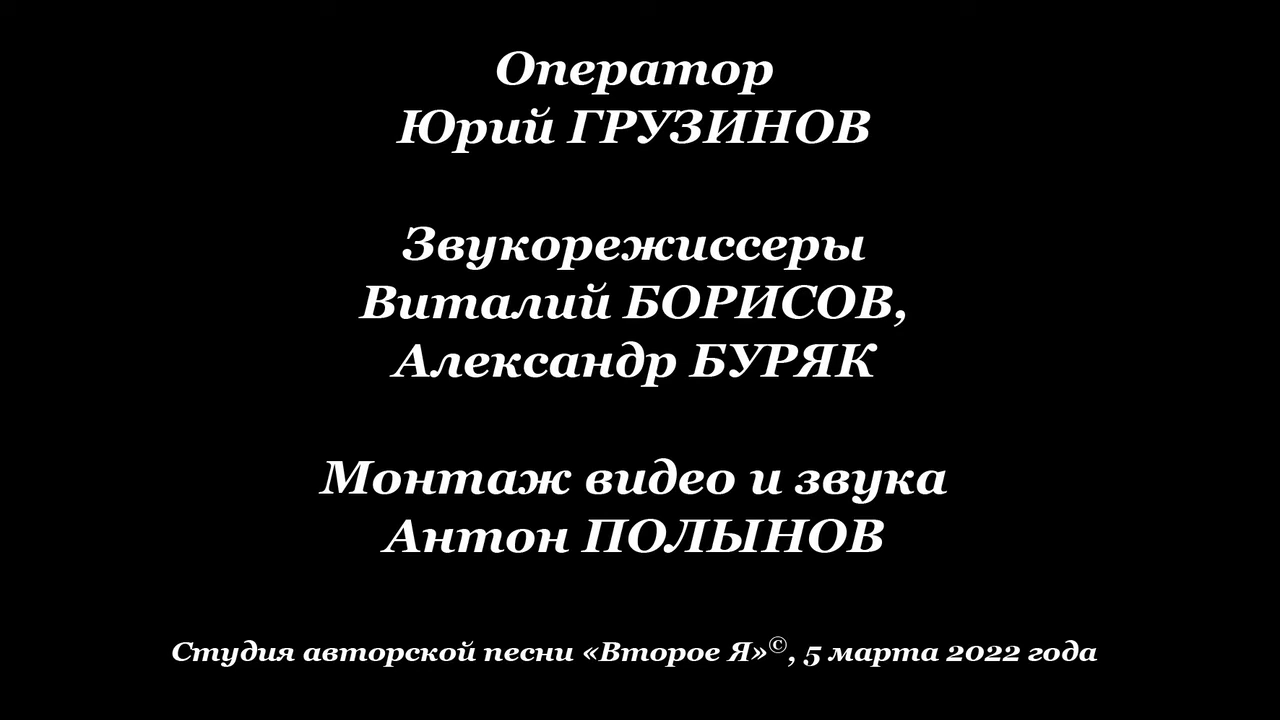 Оператор
Юрий ГРУЗИНОВ
Звукорежиссеры
Виталий БОРИСОВ,
Александр БУРЯК
Монтаж видео и звука
Антон ПОЛЫНОВ
Студия авторской песни «Второе Я»©, 5 марта 2022 года